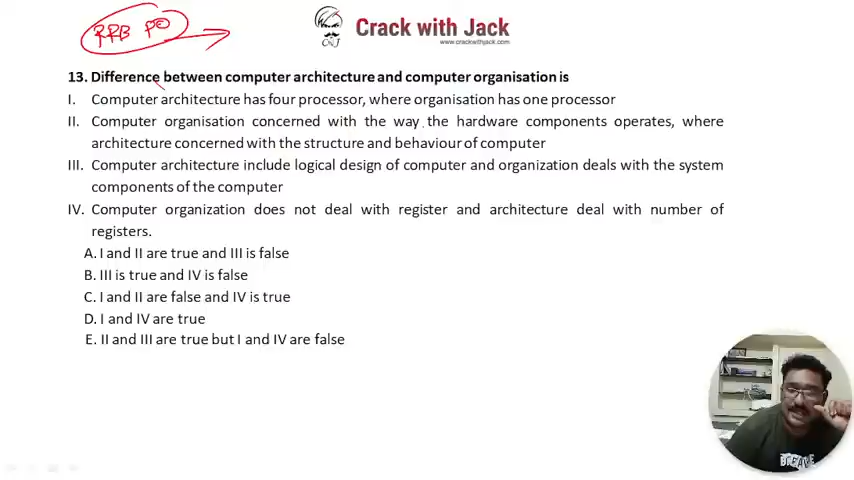 RRB PO
Crack with Jack
www.crackwithjack.com
CWJ
13. Difference between computer architecture and computer organisation is
I. Computer architecture has four processor, where organisation has one processor
II. Computer organisation concerned with the way the hardware components operates, where
architecture concerned with the structure and behaviour of computer
III. Computer architecture include logical design of computer and organization deals with the system
components of the computer
IV. Computer organization does not deal with register and architecture deal with number of
registers.
A. I and II are true and III is false
B. III is true and IV is false
C. I and II are false and IV is true
D. I and IV are true
E. II and III are true but I and IV are false